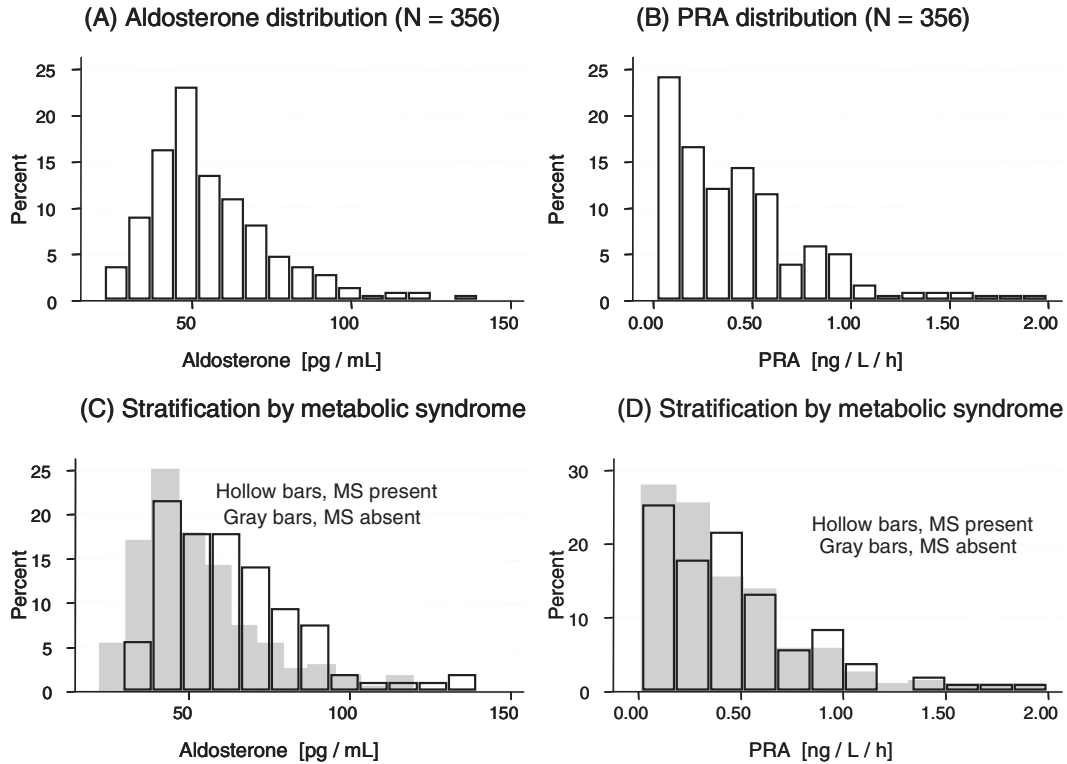 (A) Aldosterone distribution (N = 356)
25
20
15
10
5
0
Percent
50
100
150
Aldosterone [pg / mL]
(B) PRA distribution (N = 356)
25
20
15
10
5
0
Percent
0.00
0.50
1.00
1.50
2.00
PRA [ng / L / h]
(C) Stratification by metabolic syndrome
25
20
15
10
5
0
Percent
Hollow bars, MS present
Gray bars, MS absent
50
100
150
Aldosterone [pg / mL]
(D) Stratification by metabolic syndrome
30
20
10
0
Percent
Hollow bars, MS present
Gray bars, MS absent
0.00
0.50
1.00
1.50
2.00
PRA [ng / L / h]